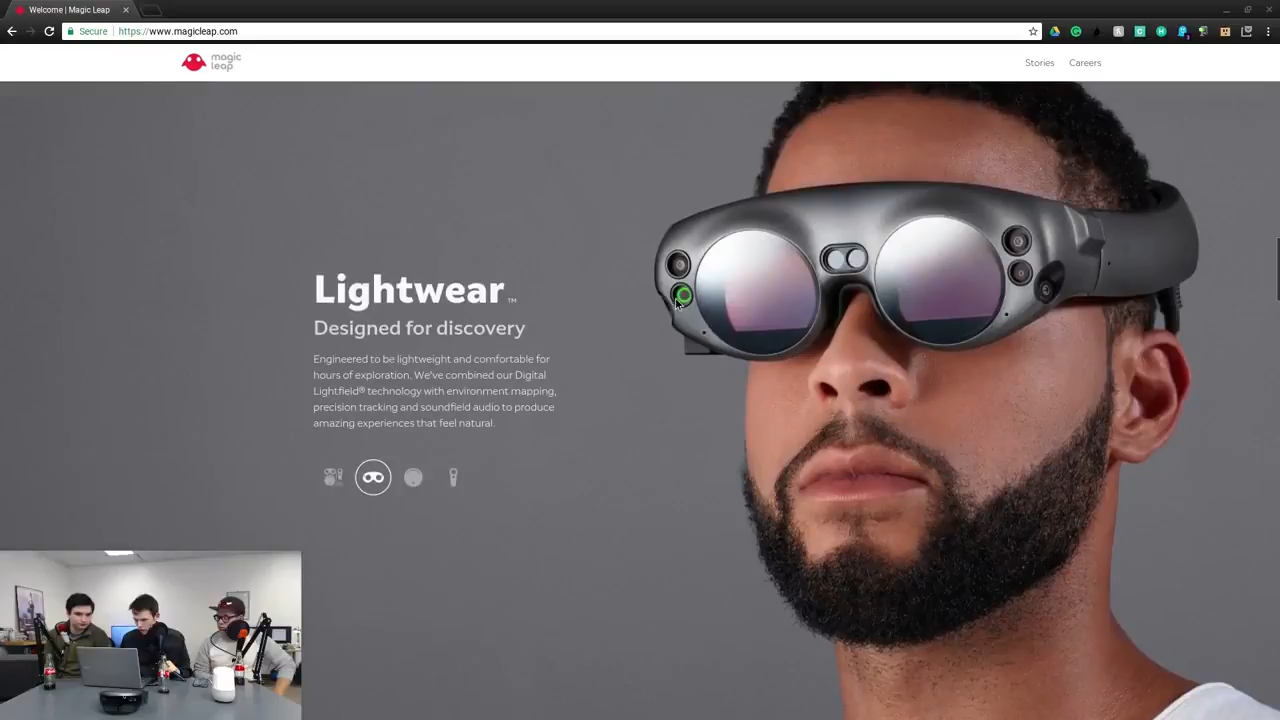 Welcome | Magic Leap
Secure
https://www.magicleap.com
magic
leap
Stories
Careers
Lightwear™
Designed for discovery
Engineered to be lightweight and comfortable for
hours of exploration. We've combined our Digital
Lightfield® technology with environment mapping,
precision tracking and soundfield audio to produce
amazing experiences that feel natural.